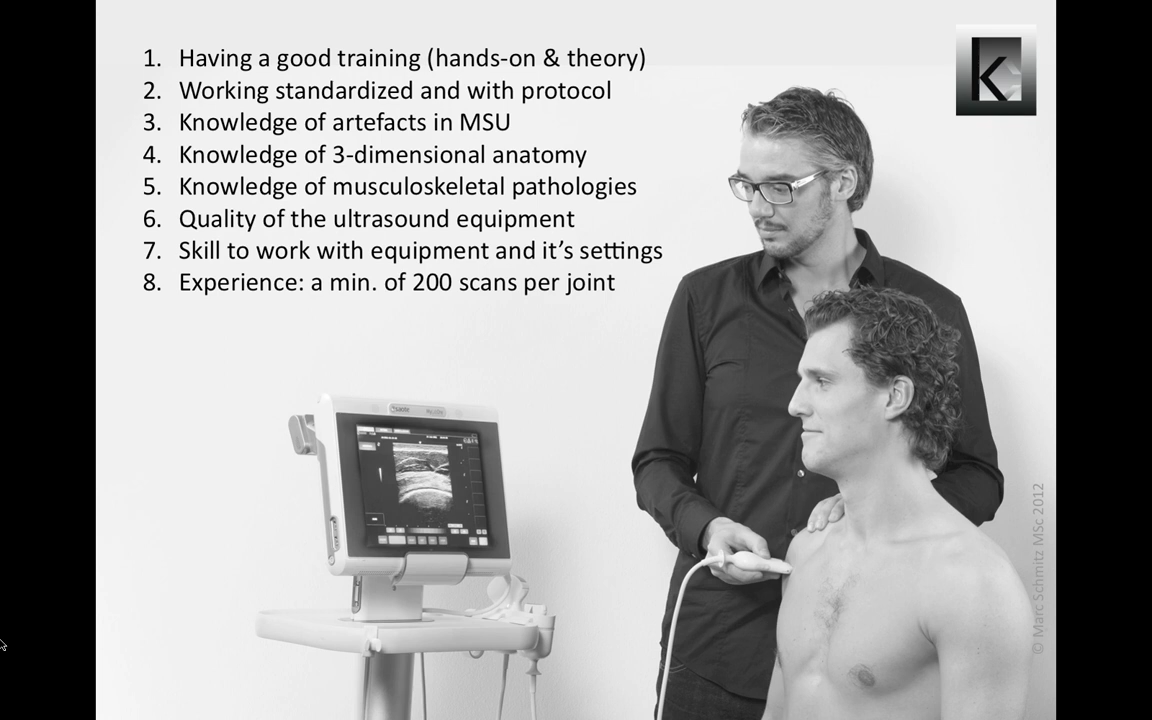 1. Having a good training (hands-on & theory)
2. Working standardized and with protocol
3. Knowledge of artefacts in MSU
4. Knowledge of 3-dimensional anatomy
5. Knowledge of musculoskeletal pathologies
6. Quality of the ultrasound equipment
7. Skill to work with equipment and it’s settings
8. Experience: a min. of 200 scans per joint
k
© Marc Schmitz MSc 2012